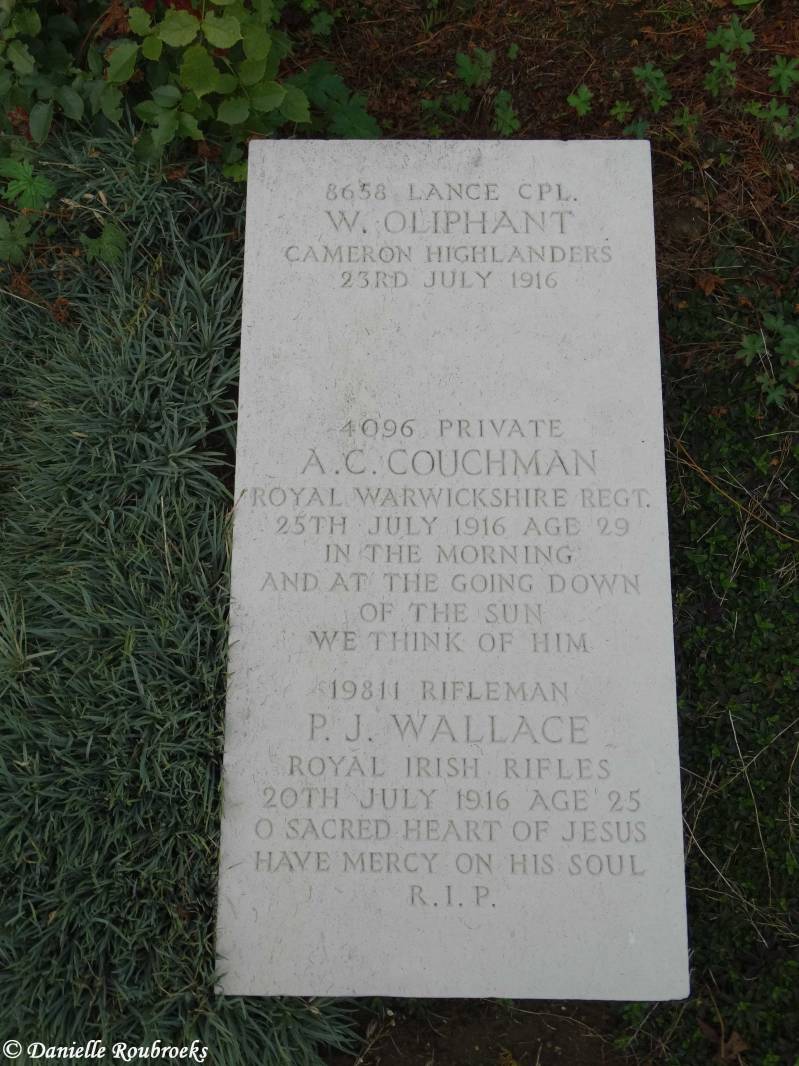 8658 LANCE CPL.
W. OLIPHANT
CAMERON HIGHLANDERS
23RD JULY 1916
4096 PRIVATE
A.C. COUCHMAN
ROYAL WARWICKSHIRE REGT.
25TH JULY 1916 AGE 29
IN THE MORNING
AND AT THE GOING DOWN
OF THE SUN
WE THINK OF HIM
19811 RIFLEMAN
P. J. WALLACE
ROYAL IRISH RIFLES
20TH JULY 1916 AGE 25
O SACRED HEART OF JESUS
HAVE MERCY ON HIS SOUL
R.I.P.
© Danielle Roubroeks